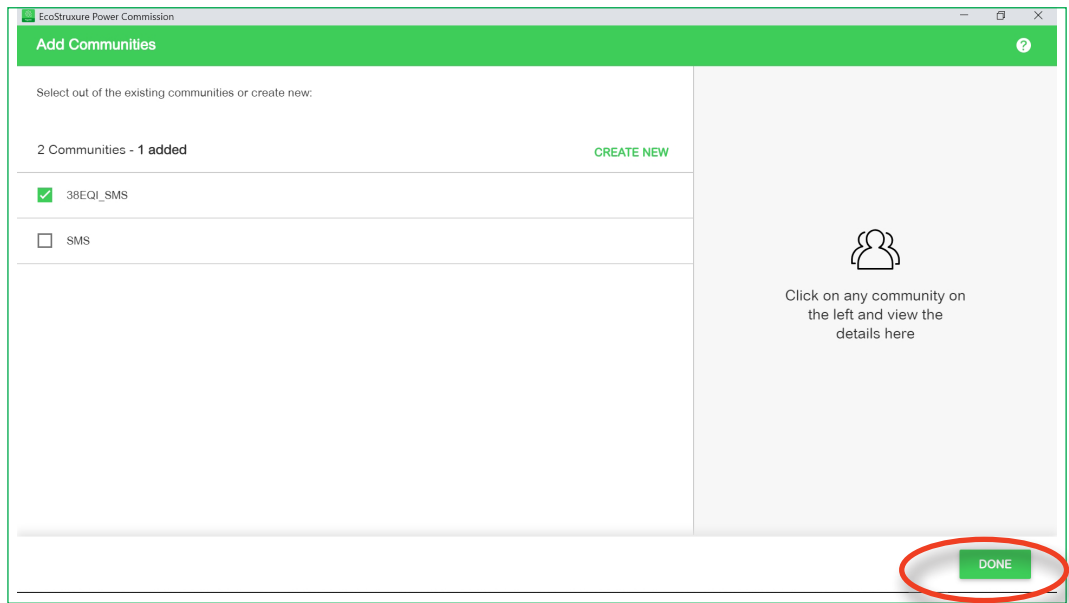 EcoStruxure Power Commission
Add Communities
?
Select out of the existing communities or create new:
2 Communities - 1 added
CREATE NEW
38EQI_SMS
SMS
Click on any community on
the left and view the
details here
DONE